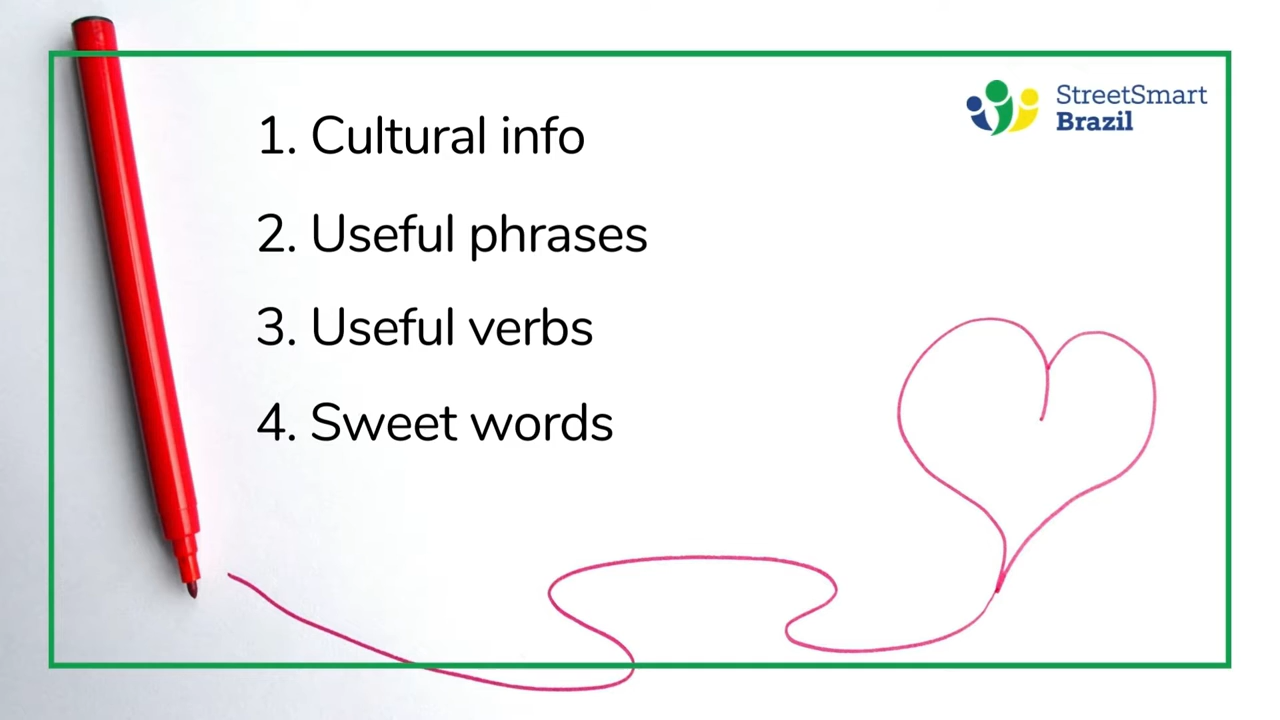 StreetSmart
Brazil
1. Cultural info
2. Useful phrases
3. Useful verbs
4. Sweet words